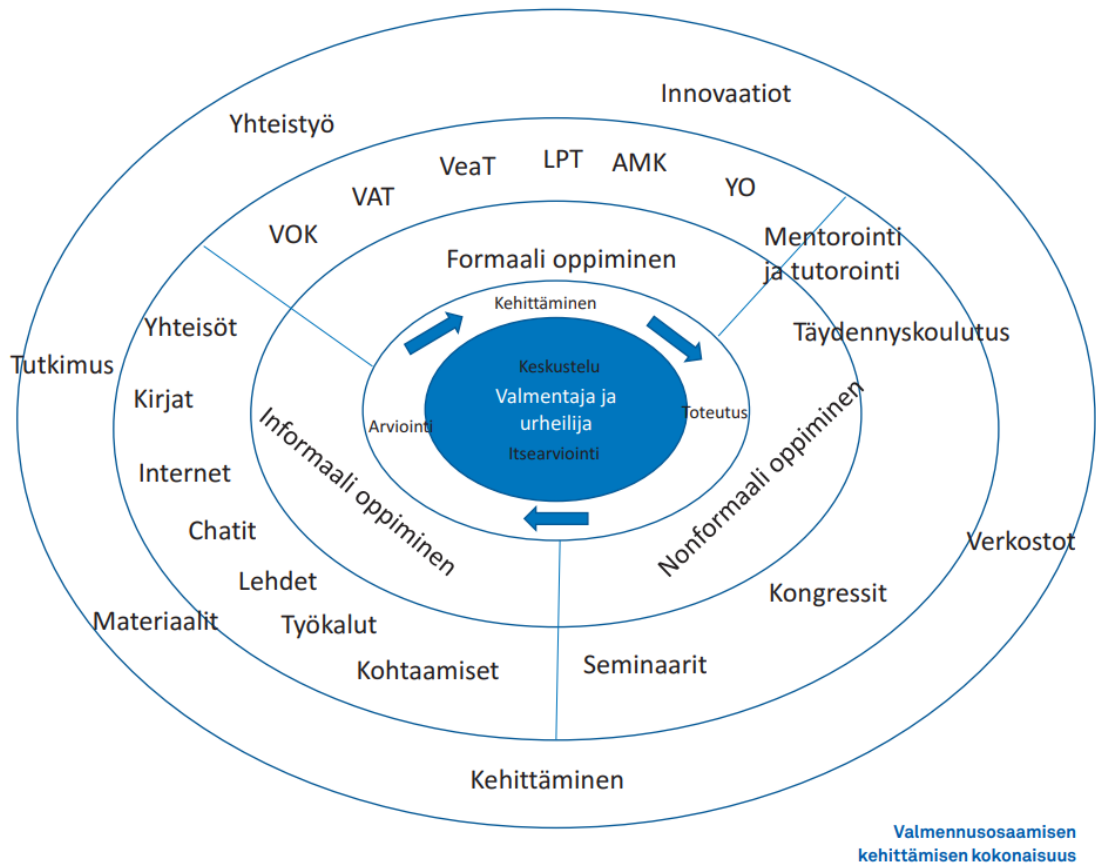 Innovaatiot
Yhteistyö
LPT
AMK
VeaT
YO
VAT
VOK
Mentorointi
ja tutorointi
Formaali oppiminen
Kehittäminen
Yhteisöt
Täydennyskoulutus
Tutkimus
Keskustelu
Valmentaja ja
urheilija
Kirjat
Toteutus
Arviointi
Itsearviointi
Informaali oppiminen
Nonformaali oppiminen
Internet
Chatit
Verkostot
Lehdet
Kongressit
Materiaalit
Työkalut
Kohtaamiset
Seminaarit
Kehittäminen
Valmennusosaamisen
kehittämisen kokonaisuus